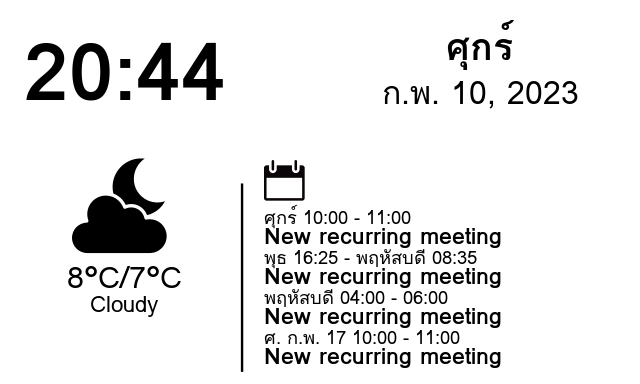 20:44
ศุกร์
ก.พ. 10, 2023
8°C/7°C
Cloudy
ศุกร์ 10:00 - 11:00
New recurring meeting
พุธ 16:25 - พฤหัสบดี 08:35
New recurring meeting
พฤหัสบดี 04:00 - 06:00
New recurring meeting
ศ. ก.พ. 17 10:00 - 11:00
New recurring meeting